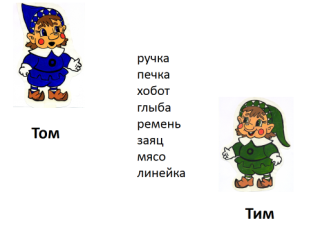 ручка
печка
хобот
глыба
ремень
заяц
мясо
линейка
Том
Тим